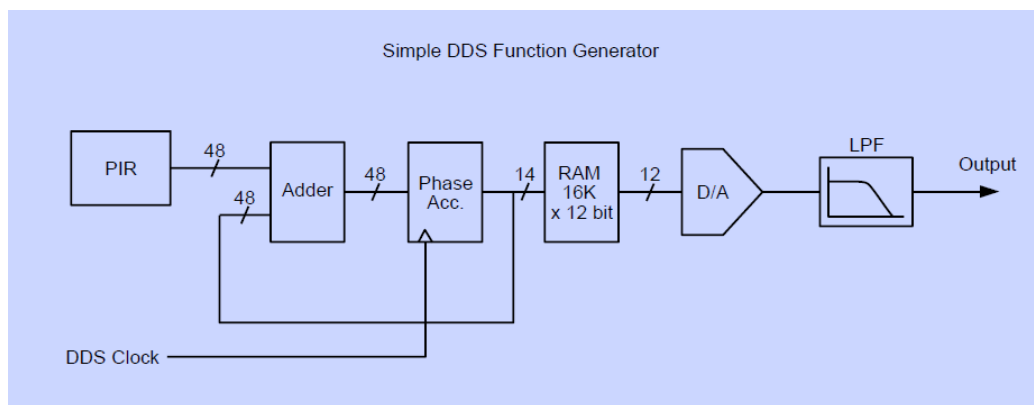 Simple DDS Function Generator
PIR
48
48
Adder
48
Phase
Acc.
14
RAM
16K
x 12 bit
12
D/A
LPF
Output
DDS Clock